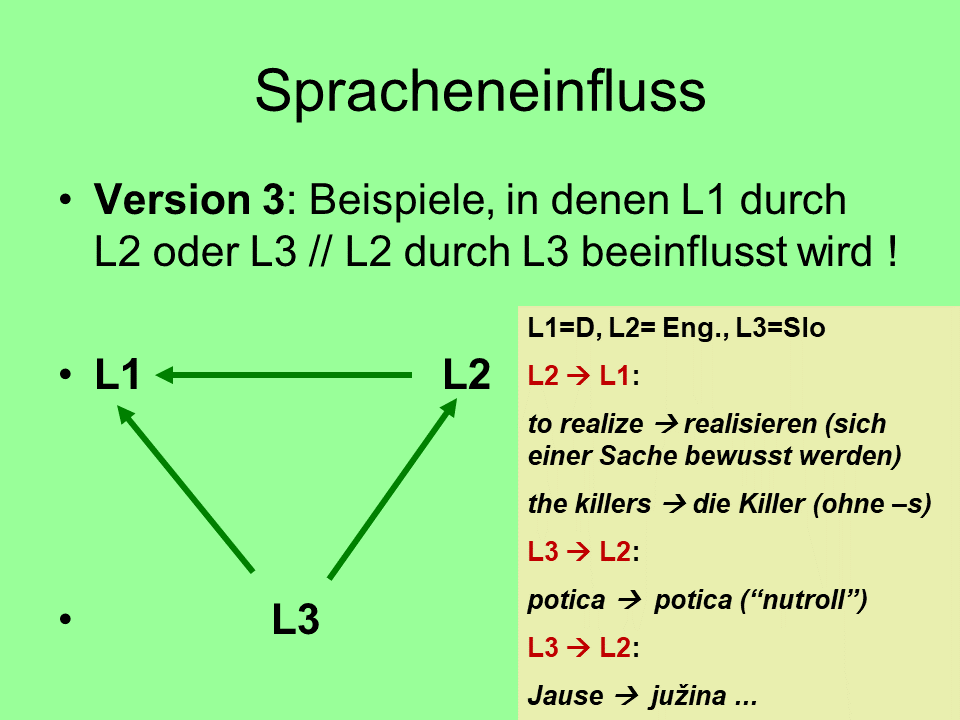 Spracheneinfluss
• Version 3: Beispiele, in denen L1 durch
L2 oder L3 // L2 durch L3 beeinflusst wird !
• L1 L2
• L3
L1=D, L2= Eng., L3=Slo
L2 → L1:
to realize → realisieren (sich
einer Sache bewusst werden)
the killers → die Killer (ohne –s)
L3 → L2:
potica → potica (“nutroll”)
L3 → L2:
Jause → južina ...